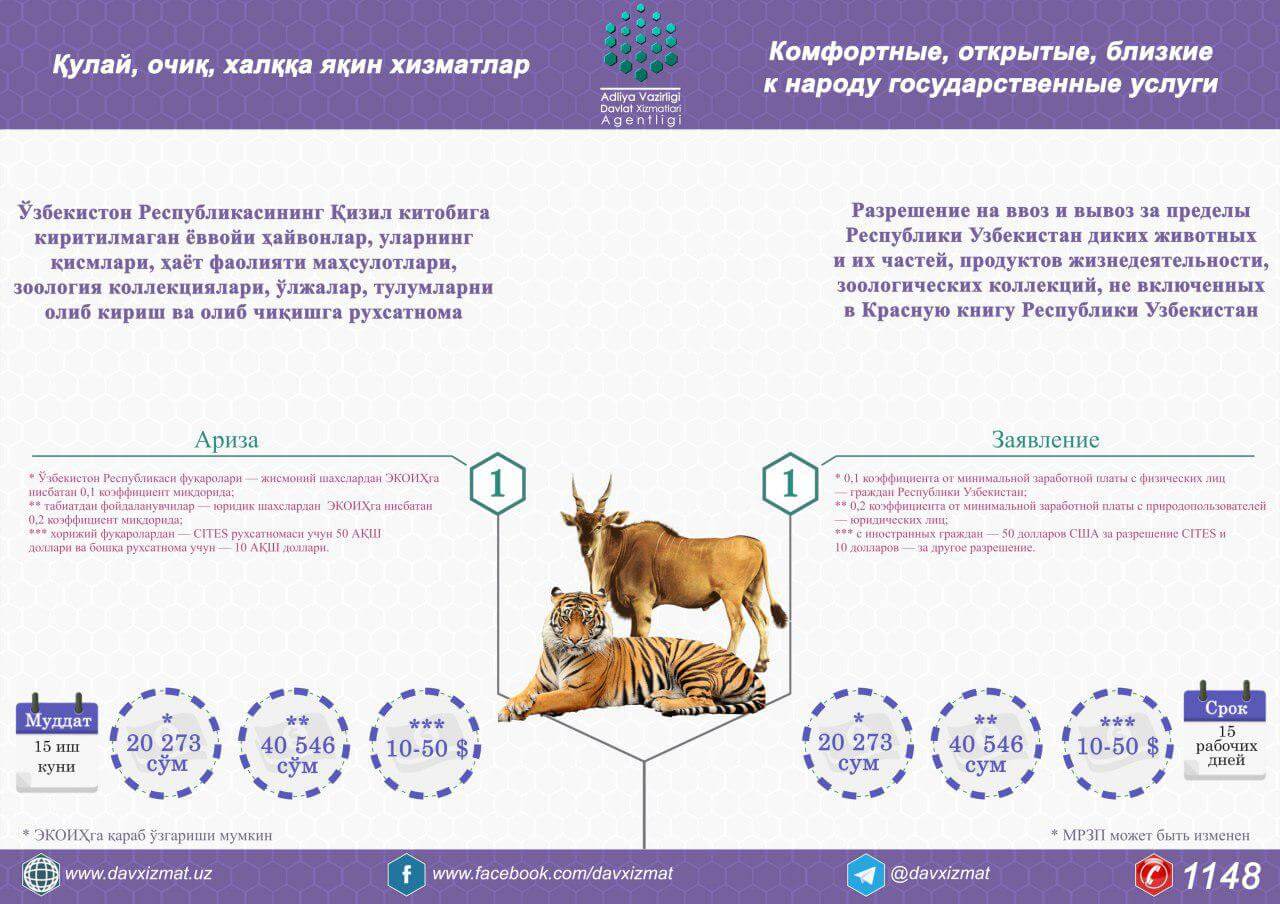 Қулай, очиқ, халққа яқин хизматлар
Adliya Vazirligi
Davlat Xizmatlari
Agentligi
Комфортные, открытые, близкие
к народу государственные услуги
Ўзбекистон Республикасининг Қизил китобига
киритилмаган ёввойи ҳайвонлар, уларнинг
қисмлари, ҳаёт фаолияти маҳсулотлари,
зоология коллекциялари, ўлжалар, тулумларни
олиб кириш ва олиб чиқишга рухсатнома
Разрешение на ввоз и вывоз за пределы
Республики Узбекистан диких животных
и их частей, продуктов жизнедеятельности,
зоологических коллекций, не включенных
в Красную книгу Республики Узбекистан
Ариза
1
* Ўзбекистон Республикаси фуқаролари — жисмоний шахслардан ЭКОИҲга
нисбатан 0,1 коэффициент миқдорида;
** табиатдан фойдаланувчилар — юридик шахслардан ЭКОИҲга нисбатан
0,2 коэффициент миқдорида;
*** хорижий фуқаролардан — CITES рухсатномаси учун 50 АҚШ
доллари ва бошқа рухсатнома учун — 10 АҚШ доллари.
Заявление
1
* 0,1 коэффициента от минимальной заработной платы с физических лиц
— граждан Республики Узбекистан;
** 0,2 коэффициента от минимальной заработной платы с природопользователей
— юридических лиц;
*** с иностранных граждан — 50 долларов США за разрешение CITES и
10 долларов — за другое разрешение.
Муддат
15 иш
куни
*
20 273
сўм
**
40 546
сўм
***
10-50 $
*
20 273
сум
**
40 546
сум
***
10-50 $
Срок
15
рабочих
дней
* ЭКОИҲга қараб ўзгариши мумкин
* МРЗП может быть изменен
www.davxizmat.uz
www.facebook.com/davxizmat
@davxizmat
1148